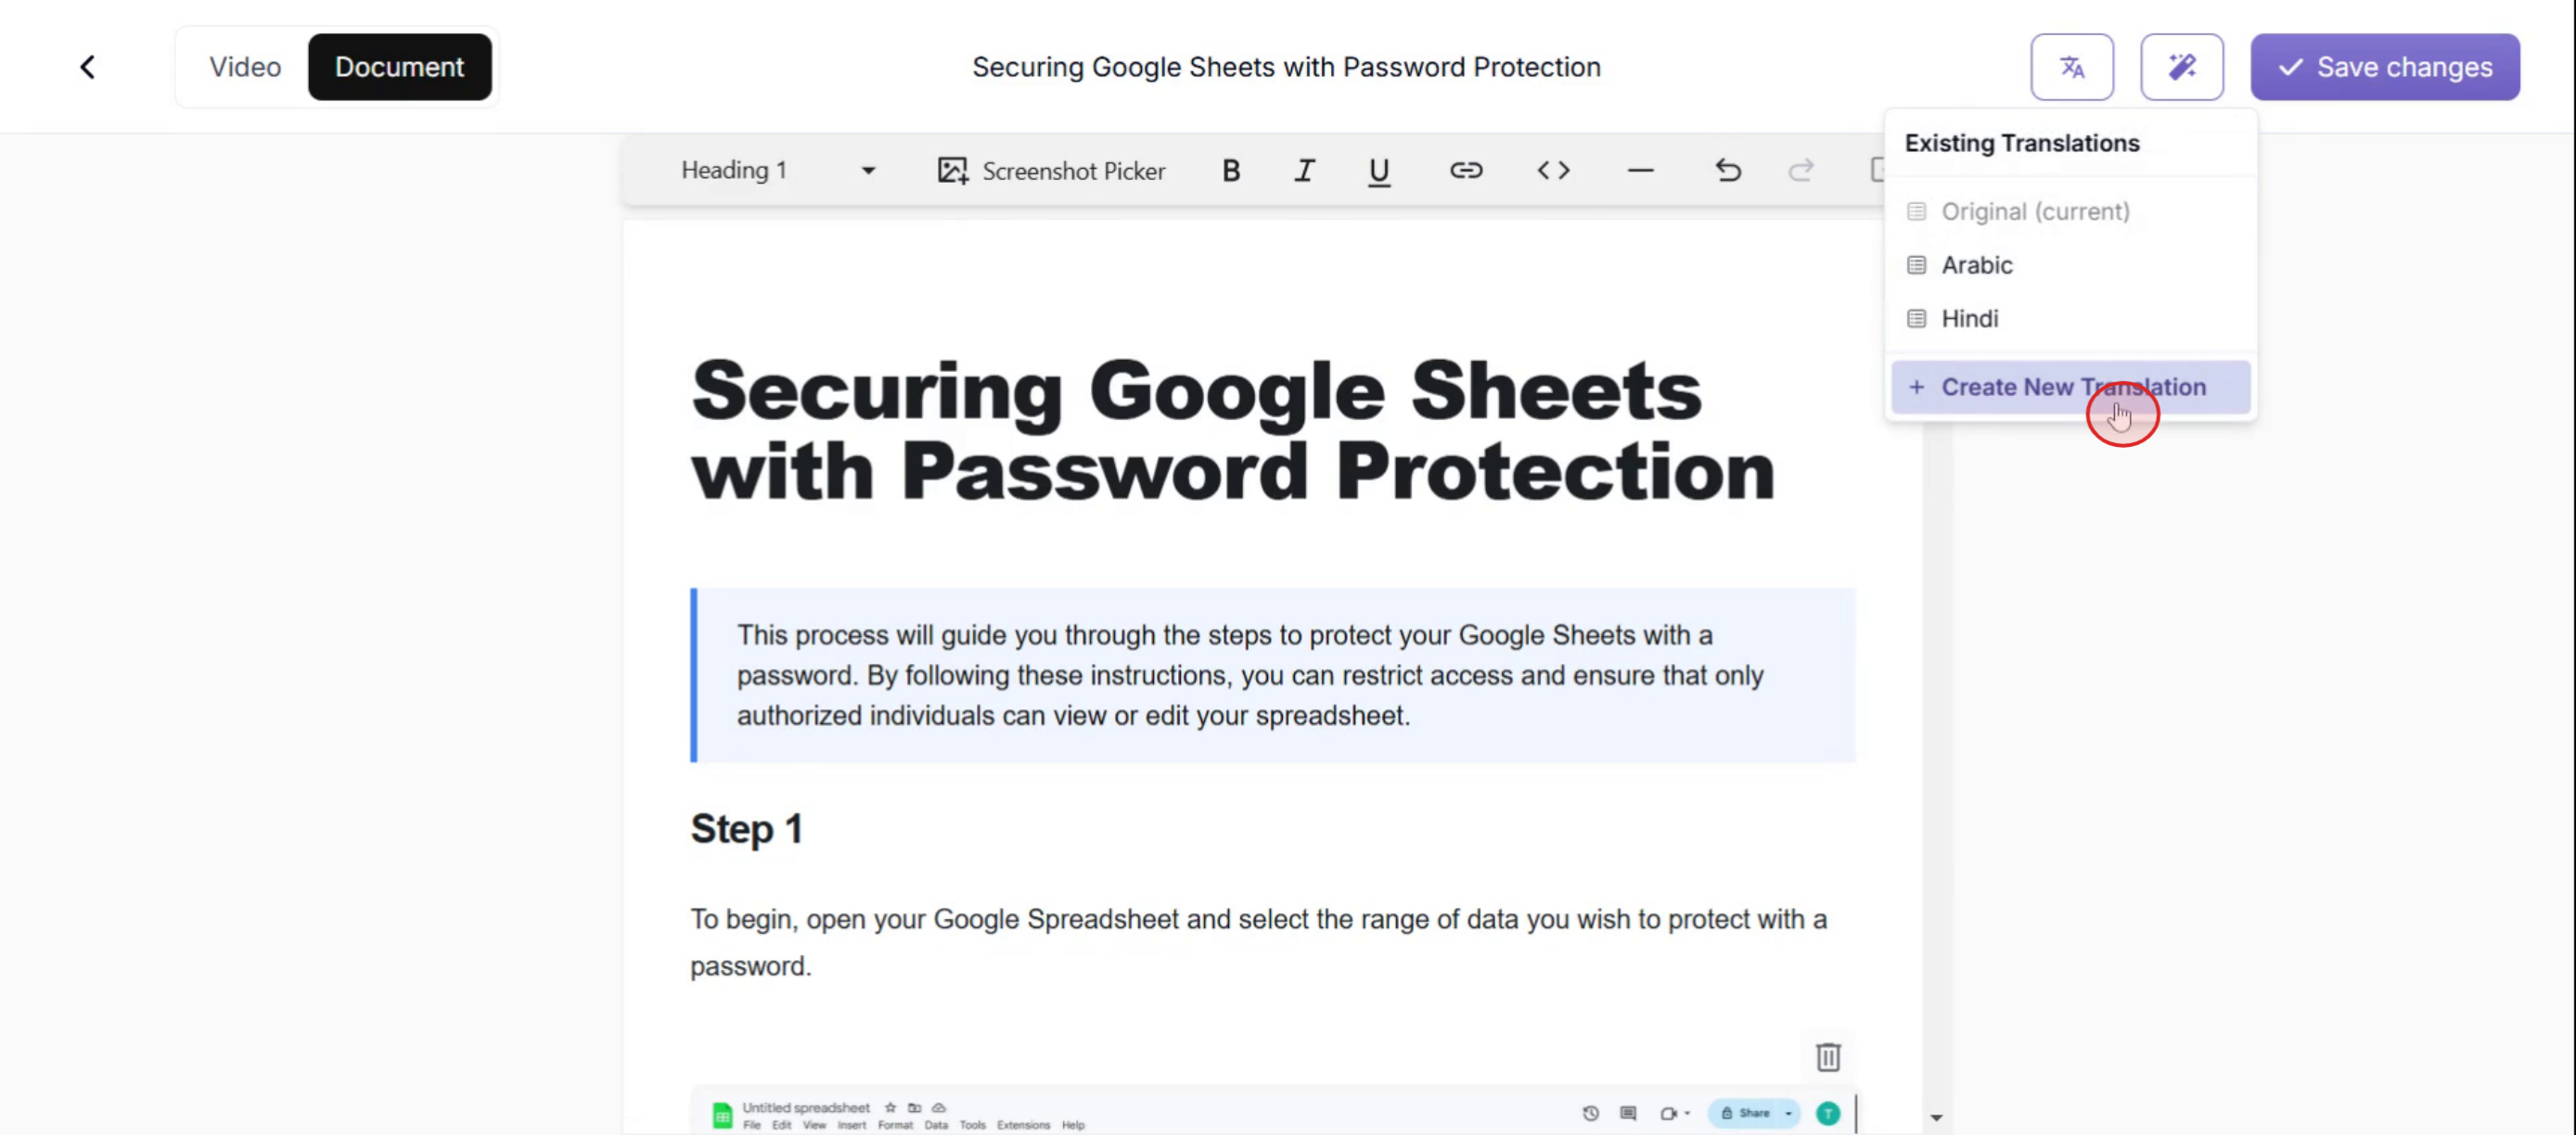 Video
Document
Securing Google Sheets with Password Protection
Save changes
Heading 1
Screenshot Picker
B I U
Existing Translations
Original (current)
Arabic
Hindi
+ Create New Translation
Securing Google Sheets
with Password Protection
This process will guide you through the steps to protect your Google Sheets with a
password. By following these instructions, you can restrict access and ensure that only
authorized individuals can view or edit your spreadsheet.
Step 1
To begin, open your Google Spreadsheet and select the range of data you wish to protect with a
password.
Untitled spreadsheet
File Edit View Insert Format Data Tools Extensions Help
Share
T